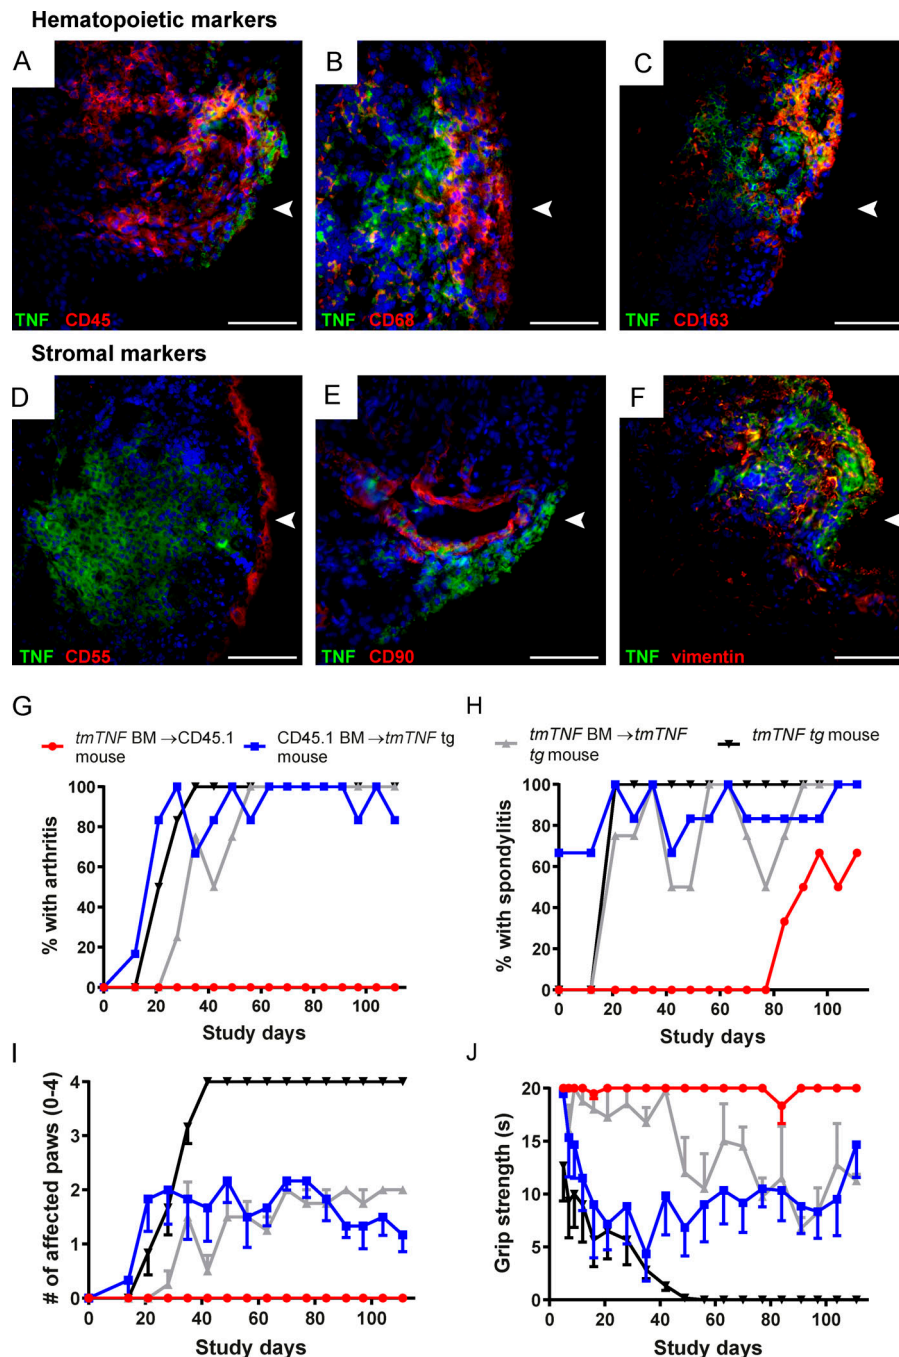 Hematopoietic markers
A
B
C
TNF CD45
TNF CD68
TNF CD163
Stromal markers
D
E
F
TNF CD55
TNF CD90
TNF vimentin
G
H
tmTNF BM →CD45.1
mouse
CD45.1 BM→tmTNF tg
mouse
tmTNF BM →tmTNF
tg mouse
tmTNF tg mouse
% with arthritis
100
80
60
40
20
0
0 20 40 60 80 100
Study days
% with spondylitis
100
80
60
40
20
0
0 20 40 60 80 100
Study days
I
J
# of affected paws (0-4)
4
3
2
1
0
0 20 40 60 80 100
Study days
Grip strength (s)
20
15
10
5
0
0 20 40 60 80 100
Study days